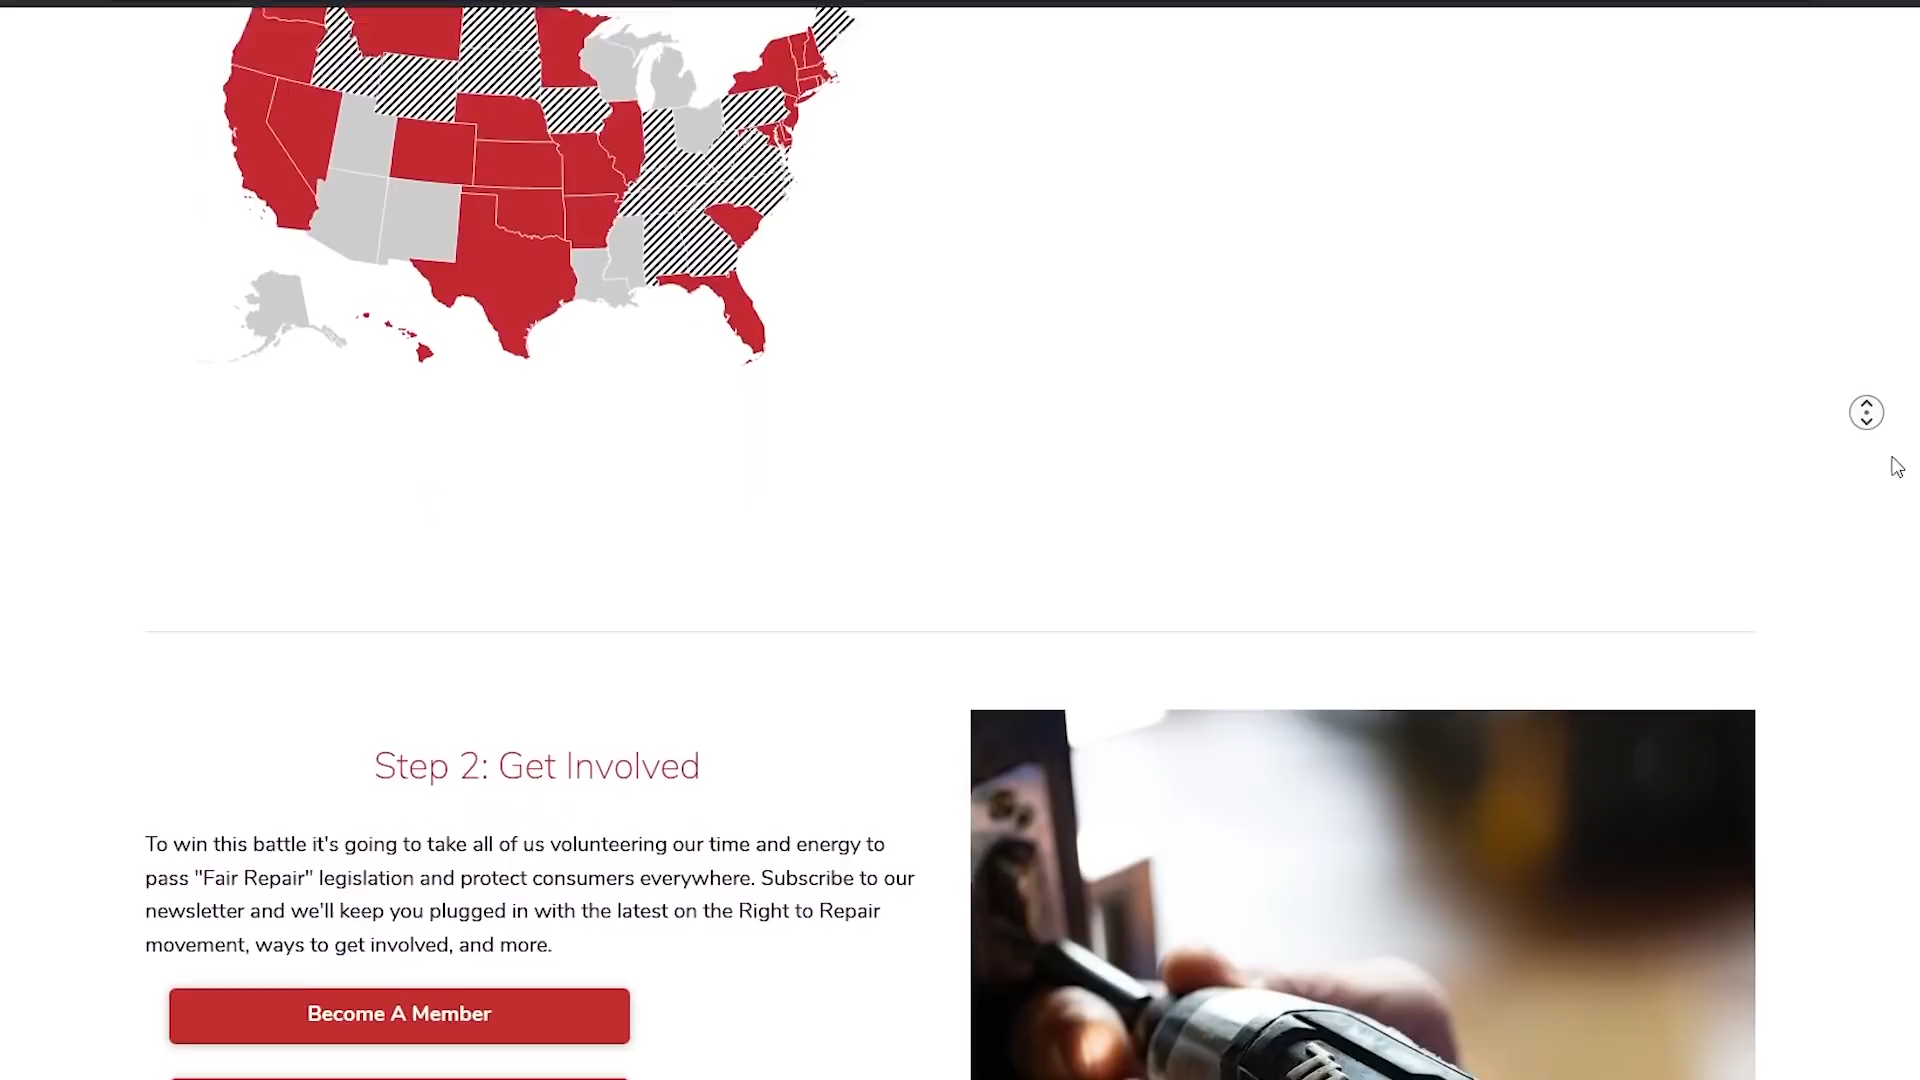 Step 2: Get Involved
To win this battle it's going to take all of us volunteering our time and energy to
pass "Fair Repair" legislation and protect consumers everywhere. Subscribe to our
newsletter and we'll keep you plugged in with the latest on the Right to Repair
movement, ways to get involved, and more.
Become A Member